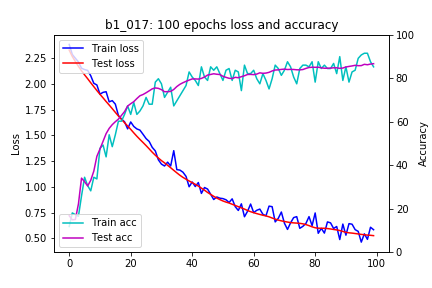 b1_017: 100 epochs loss and accuracy
Train loss
Test loss
Train acc
Test acc
Loss
2.25
2.00
1.75
1.50
1.25
1.00
0.75
0.50
Accuracy
100
80
60
40
20
0
0 20 40 60 80 100